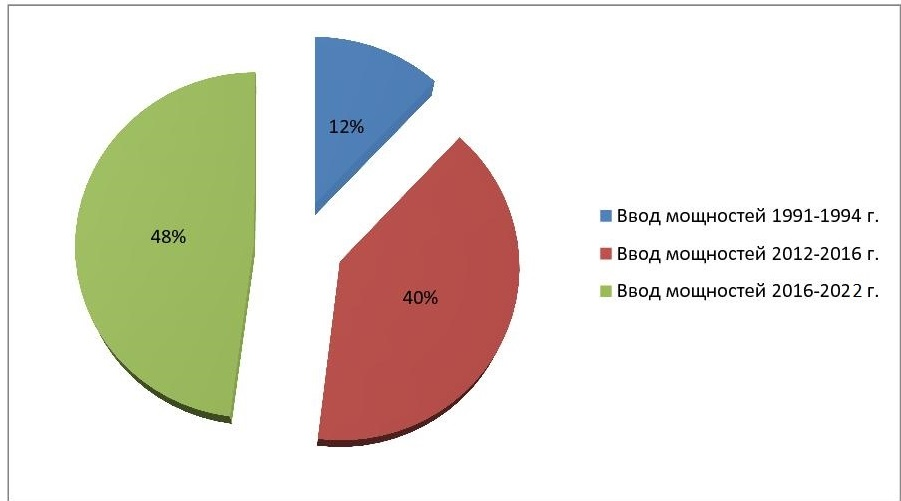 12%
48%
40%
Ввод мощностей 1991-1994 г.
Ввод мощностей 2012-2016 г.
Ввод мощностей 2016-2022 г.